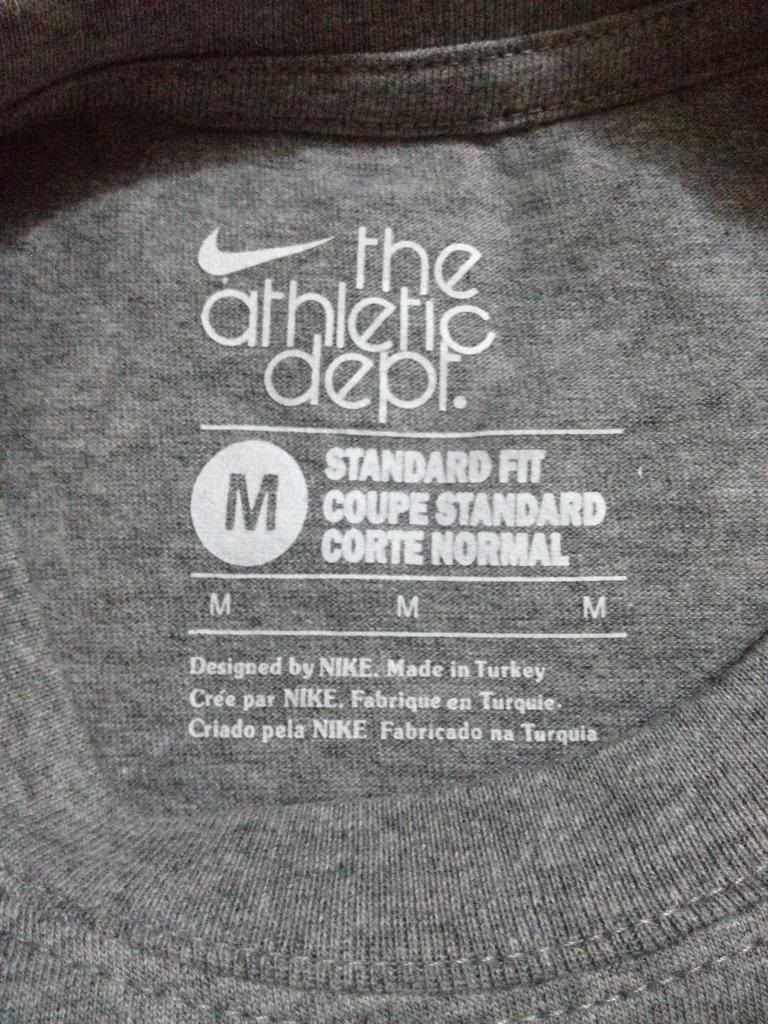 the
athletic
dept.
M
STANDARD FIT
COUPE STANDARD
CORTE NORMAL
M M M
Designed by NIKE. Made in Turkey
Crée par NIKE. Fabrique en Turquie.
Criado pela NIKE Fabricado na Turquia